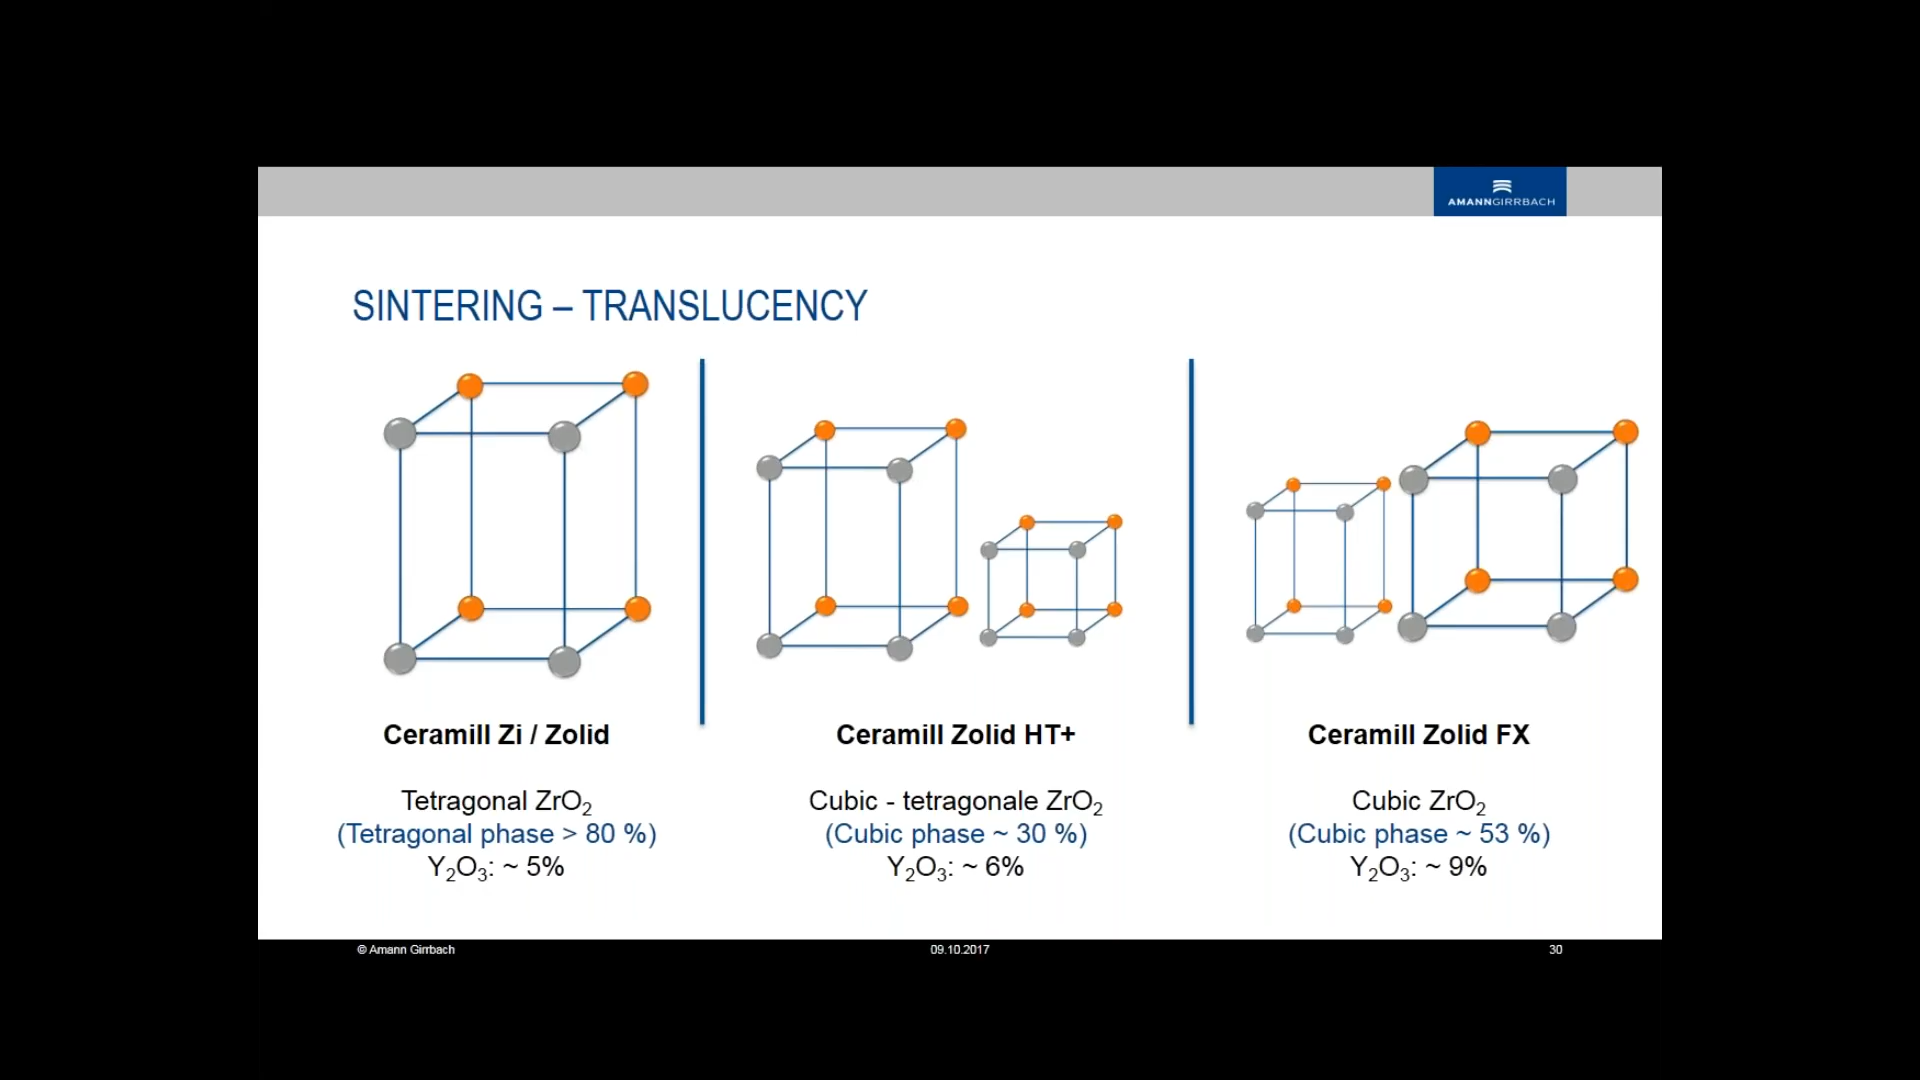 AMANNGIRRBACH
SINTERING – TRANSLUCENCY
Ceramill Zi / Zolid
Tetragonal ZrO₂
(Tetragonal phase > 80 %)
Y₂O₃: ~ 5%
Ceramill Zolid HT+
Cubic - tetragonale ZrO₂
(Cubic phase ~ 30 %)
Y₂O₃: ~ 6%
Ceramill Zolid FX
Cubic ZrO₂
(Cubic phase ~ 53 %)
Y₂O₃: ~ 9%
© Amann Girrbach
09.10.2017
30